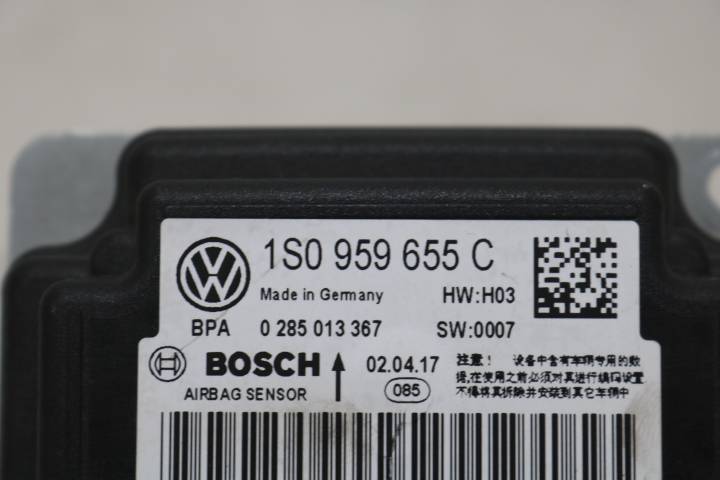 1S0 959 655 C
Made in Germany HW:H03
BPA 0 285 013 367 SW:0007
BOSCH 02.04.17
AIRBAG SENSOR 085
注意! 设备中含有车辆专用的数
据,在使用之前必须对其进行编码设置
不得将其拆除并安装到其它车辆中